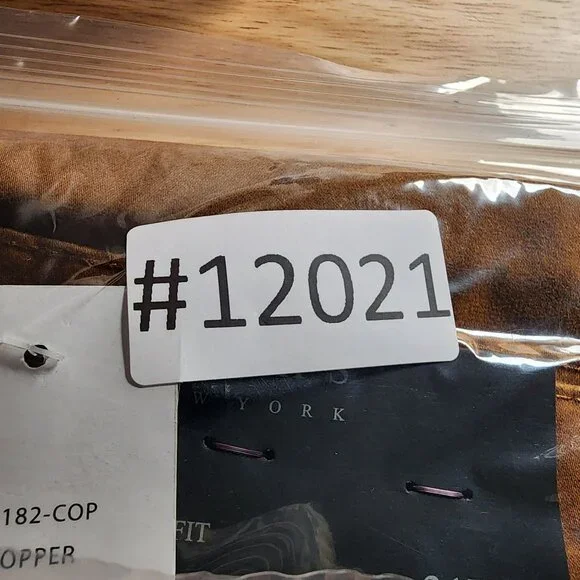 #12021
YORK
182-COP
FIT
OPPER